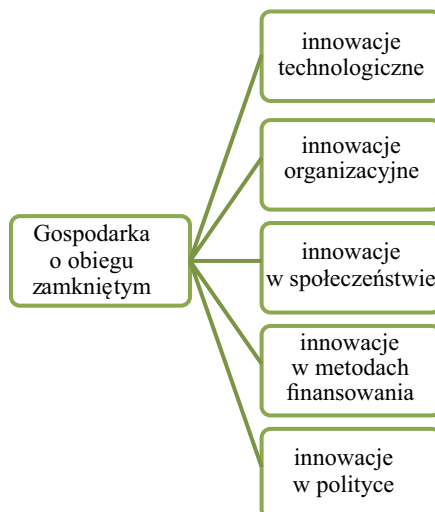 innowacje
technologiczne
innowacje
organizacyjne
Gospodarka
o obiegu
zamkniętym
innowacje
w społeczeństwie
innowacje
w metodach
finansowania
innowacje
w polityce